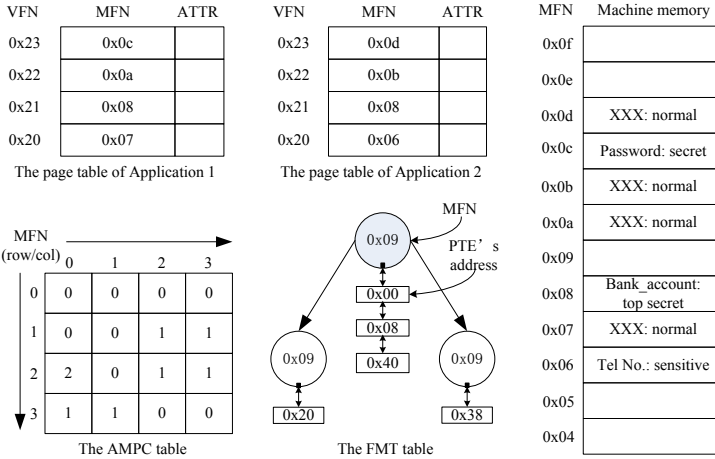 VFN MFN ATTR
0x23 0x0c
0x22 0x0a
0x21 0x08
0x20 0x07
The page table of Application 1
VFN MFN ATTR
0x23 0x0d
0x22 0x0b
0x21 0x08
0x20 0x06
The page table of Application 2
MFN Machine memory
0x0f
0x0e
0x0d XXX: normal
0x0c Password: secret
0x0b XXX: normal
0x0a XXX: normal
0x09
0x08 Bank_account:
top secret
0x07 XXX: normal
0x06 Tel No.: sensitive
0x05
0x04
MFN
(row/col)
0 1 2 3
0 0 0 0 0
1 0 0 1 1
2 2 0 1 1
3 1 1 0 0
The AMPC table
MFN
0x09
PTE’s
address
0x00
0x08
0x40
0x09
0x20
0x09
0x38
The FMT table